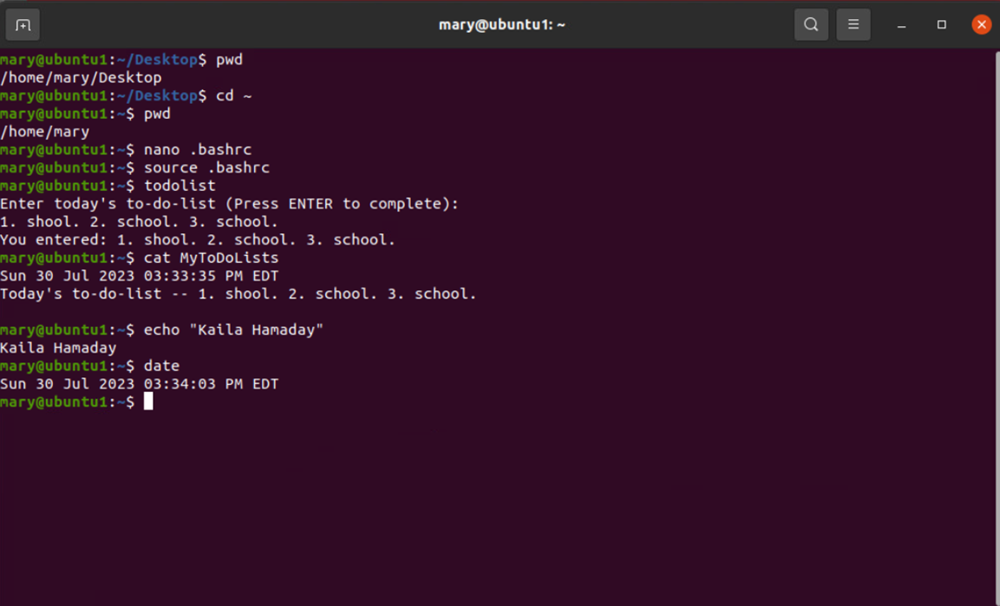 mary@ubuntu1: ~
mary@ubuntu1:~/Desktop$ pwd
/home/mary/Desktop
mary@ubuntu1:~/Desktop$ cd ~
mary@ubuntu1:~$ pwd
/home/mary
mary@ubuntu1:~$ nano .bashrc
mary@ubuntu1:~$ source .bashrc
mary@ubuntu1:~$ todolist
Enter today's to-do-list (Press ENTER to complete):
1. shool. 2. school. 3. school.
You entered: 1. shool. 2. school. 3. school.
mary@ubuntu1:~$ cat MyToDoLists
Sun 30 Jul 2023 03:33:35 PM EDT
Today's to-do-list -- 1. shool. 2. school. 3. school.
mary@ubuntu1:~$ echo "Kaila Hamaday"
Kaila Hamaday
mary@ubuntu1:~$ date
Sun 30 Jul 2023 03:34:03 PM EDT
mary@ubuntu1:~$